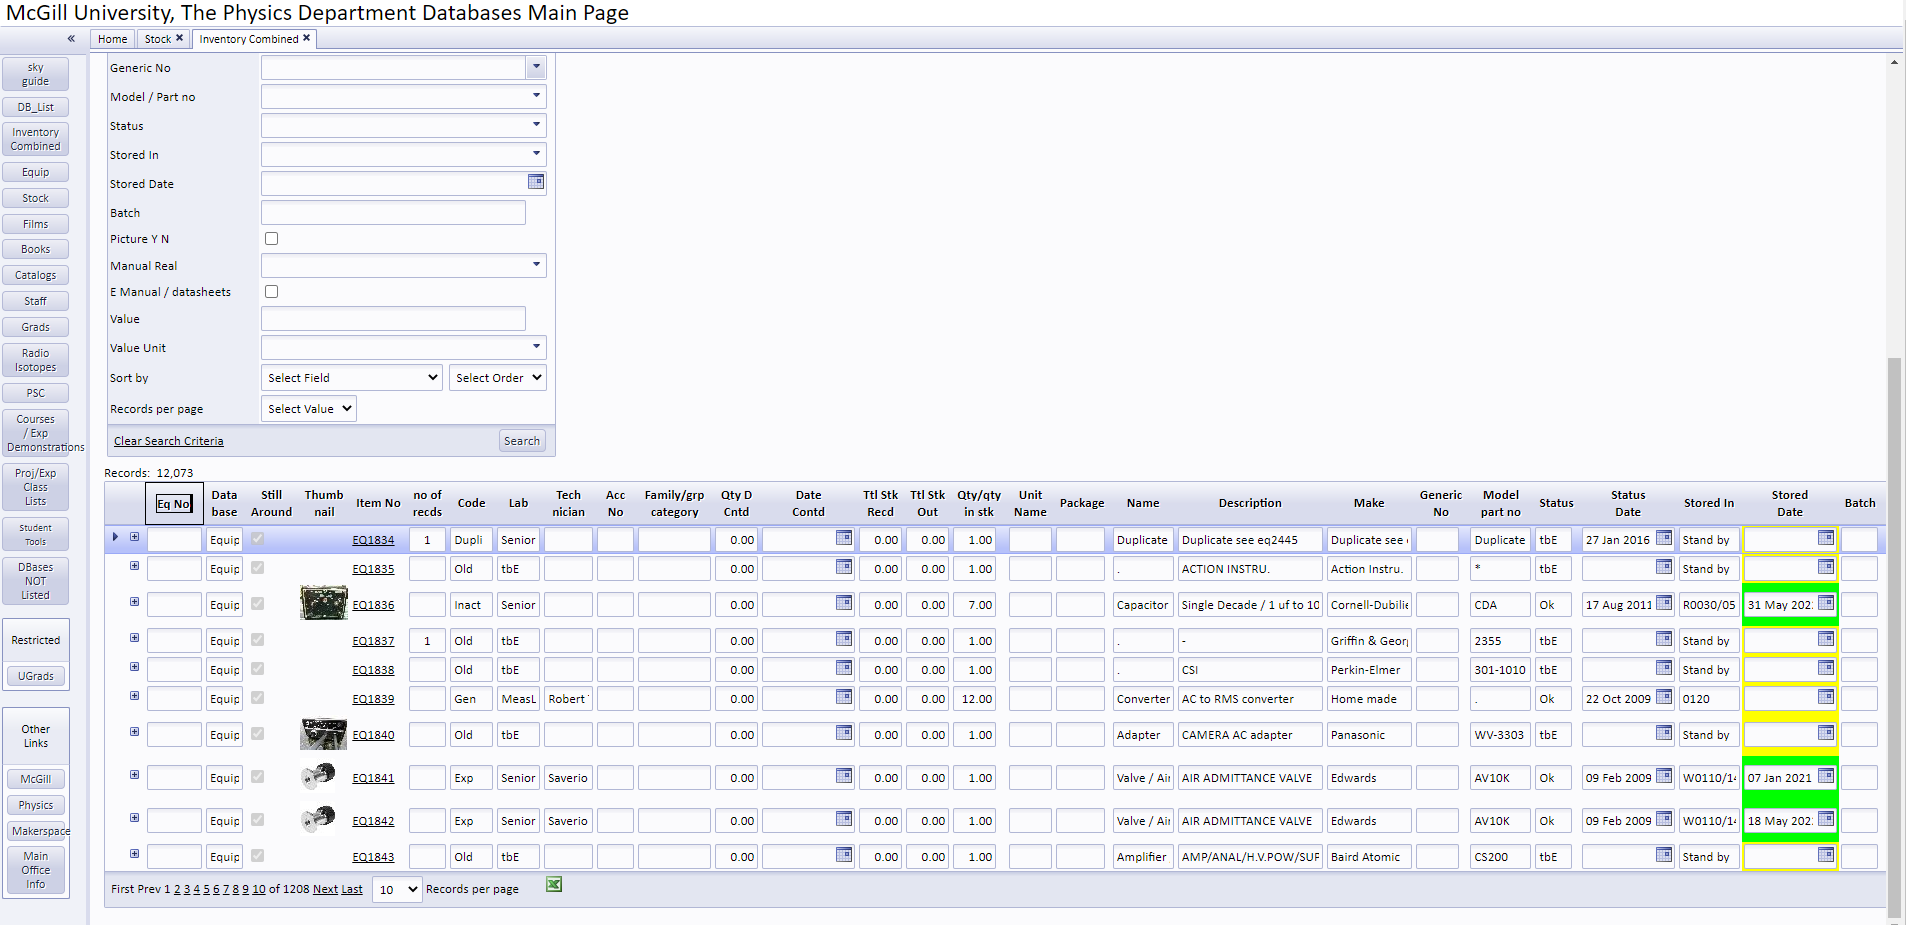 McGill University, The Physics Department Databases Main Page
«
Home Stock ✖ Inventory Combined ✖
sky guide
DB_List
Inventory Combined
Equip
Stock
Films
Books
Catalogs
Staff
Grads
Radio Isotopes
PSC
Courses / Exp Demonstrations
Proj/Exp Class Lists
Student Tools
DBases NOT Listed
Restricted
UGrads
Other Links
McGill
Physics
Makerspace
Main Office Info
Generic No
Model / Part no
Status
Stored In
Stored Date
Batch
Picture Y N
Manual Real
E Manual / datasheets
Value
Value Unit
Sort by Select Field Select Order
Records per page Select Value
Clear Search Criteria Search
Records: 12,073
Eq No Data base Still Around Thumb nail Item No no of recds Code Lab Tech nician Acc No Family/grp category Qty D Cntd Date Contd Ttl Stk Recd Ttl Stk Out Qty/qty in stk Unit Name Package Name Description Make Generic No Model part no Status Status Date Stored In Stored Date Batch
Equip EQ1834 1 Dupli Senior 0.00 0.00 0.00 1.00 Duplicate Duplicate see eq2445 Duplicate see Duplicate tbE 27 Jan 2016 Stand by
Equip EQ1835 Old tbE 0.00 0.00 0.00 1.00 . ACTION INSTRU. Action Instru. * tbE Stand by
Equip EQ1836 Inact Senior 0.00 0.00 0.00 7.00 Capacitor Single Decade / 1 uf to 10 Cornell-Dubilie CDA Ok 17 Aug 2011 R0030/05 31 May 202
Equip EQ1837 1 Old tbE 0.00 0.00 0.00 1.00 . - Griffin & Geor 2355 tbE Stand by
Equip EQ1838 Old tbE 0.00 0.00 0.00 1.00 . CSI Perkin-Elmer 301-1010 tbE Stand by
Equip EQ1839 Gen MeasL Robert 0.00 0.00 0.00 12.00 Converter AC to RMS converter Home made . Ok 22 Oct 2009 0120
Equip EQ1840 Old tbE 0.00 0.00 0.00 1.00 Adapter CAMERA AC adapter Panasonic WV-3303 tbE Stand by
Equip EQ1841 Exp Senior Saverio 0.00 0.00 0.00 1.00 Valve / Air AIR ADMITTANCE VALVE Edwards AV10K Ok 09 Feb 2009 W0110/14 07 Jan 2021
Equip EQ1842 Exp Senior Saverio 0.00 0.00 0.00 1.00 Valve / Air AIR ADMITTANCE VALVE Edwards AV10K Ok 09 Feb 2009 W0110/14 18 May 202
Equip EQ1843 Old tbE 0.00 0.00 0.00 1.00 Amplifier AMP/ANAL/H.V.POW/SUP Baird Atomic CS200 tbE Stand by
First Prev 1 2 3 4 5 6 7 8 9 10 of 1208 Next Last 10 Records per page